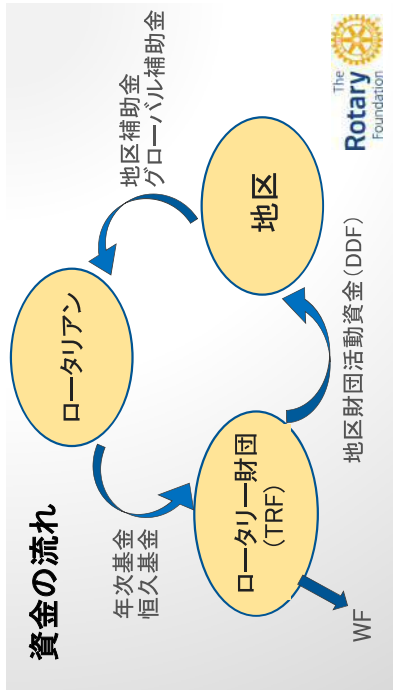 資金の流れ
ロータリアン
年次基金
恒久基金
地区補助金
グローバル補助金
ロータリー財団
(TRF)
地区
WF
地区財団活動資金(DDF)
The
Rotary
Foundation